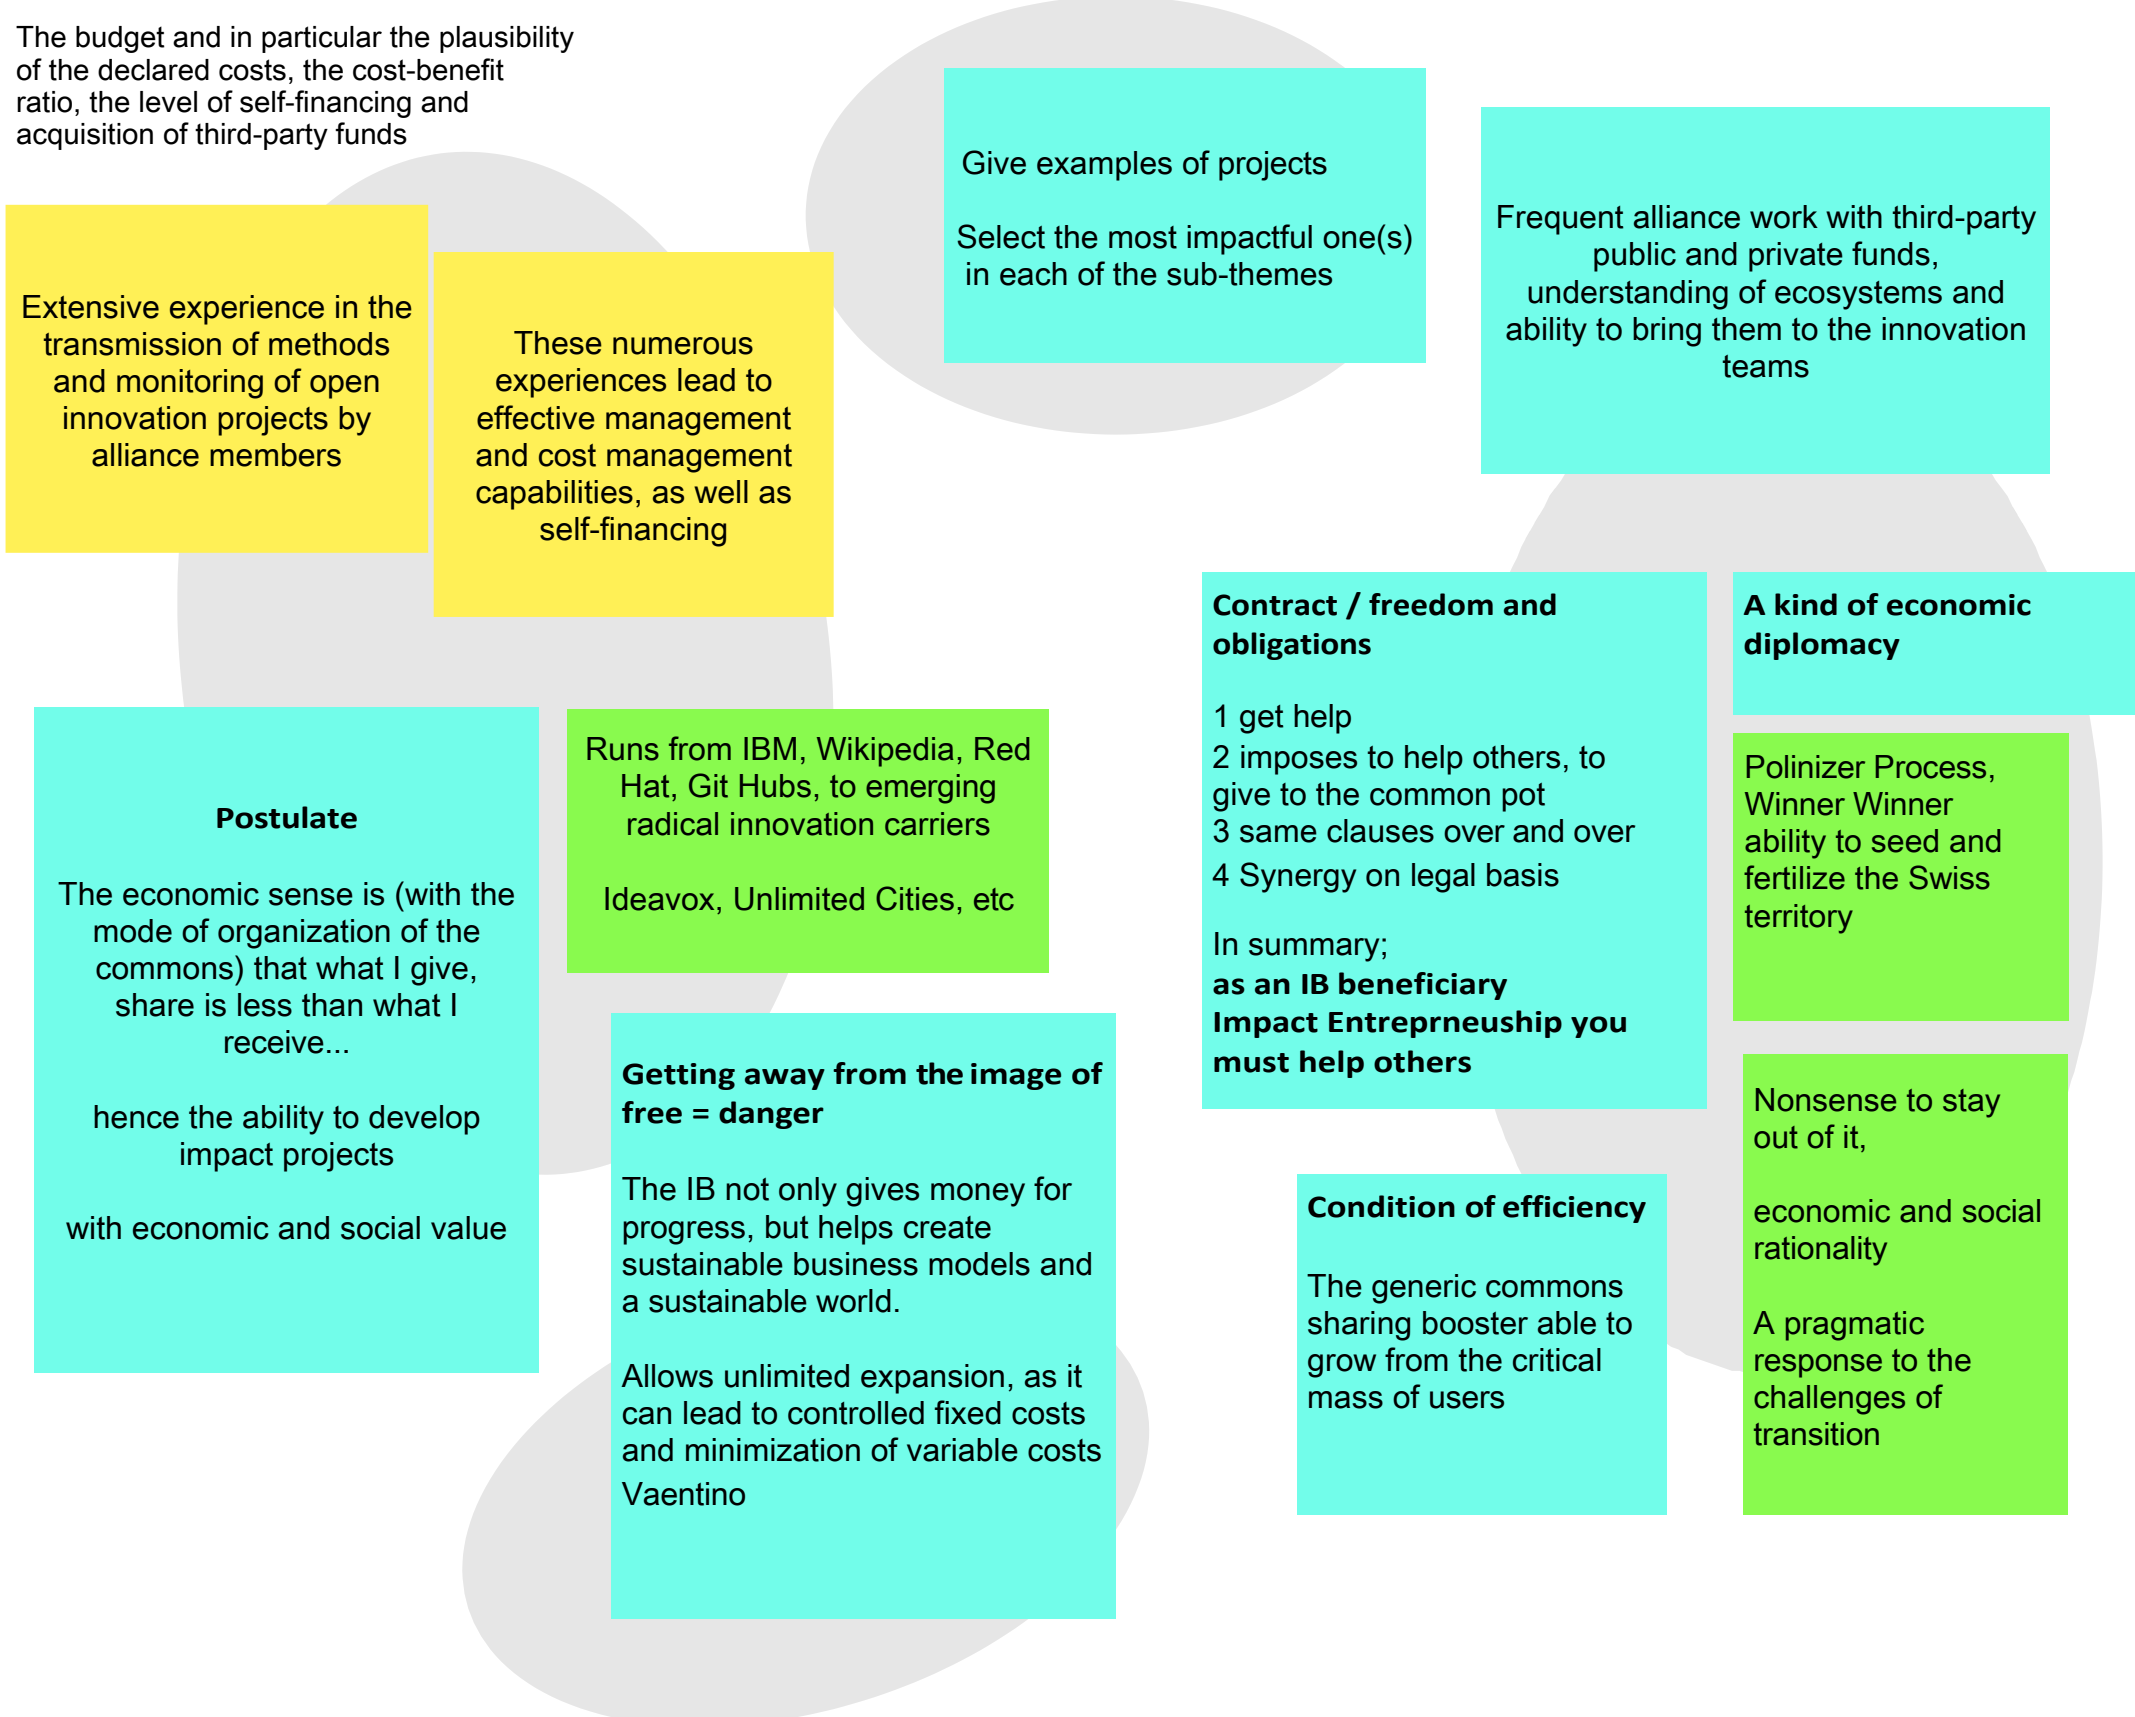 The budget and in particular the plausibility
of the declared costs, the cost-benefit
ratio, the level of self-financing and
acquisition of third-party funds
Extensive experience in the
transmission of methods
and monitoring of open
innovation projects by
alliance members
These numerous
experiences lead to
effective management
and cost management
capabilities, as well as
self-financing
Give examples of projects
Select the most impactful one(s)
in each of the sub-themes
Frequent alliance work with third-party
public and private funds,
understanding of ecosystems and
ability to bring them to the innovation
teams
Postulate
The economic sense is (with the
mode of organization of the
commons) that what I give,
share is less than what I
receive...
hence the ability to develop
impact projects
with economic and social value
Runs from IBM, Wikipedia, Red
Hat, Git Hubs, to emerging
radical innovation carriers
Ideavox, Unlimited Cities, etc
Getting away from the image of
free = danger
The IB not only gives money for
progress, but helps create
sustainable business models and
a sustainable world.
Allows unlimited expansion, as it
can lead to controlled fixed costs
and minimization of variable costs
Vaentino
Contract / freedom and
obligations
1 get help
2 imposes to help others, to
give to the common pot
3 same clauses over and over
4 Synergy on legal basis
In summary;
as an IB beneficiary
Impact Entreprneuship you
must help others
A kind of economic
diplomacy
Polinizer Process,
Winner Winner
ability to seed and
fertilize the Swiss
territory
Condition of efficiency
The generic commons
sharing booster able to
grow from the critical
mass of users
Nonsense to stay
out of it,
economic and social
rationality
A pragmatic
response to the
challenges of
transition